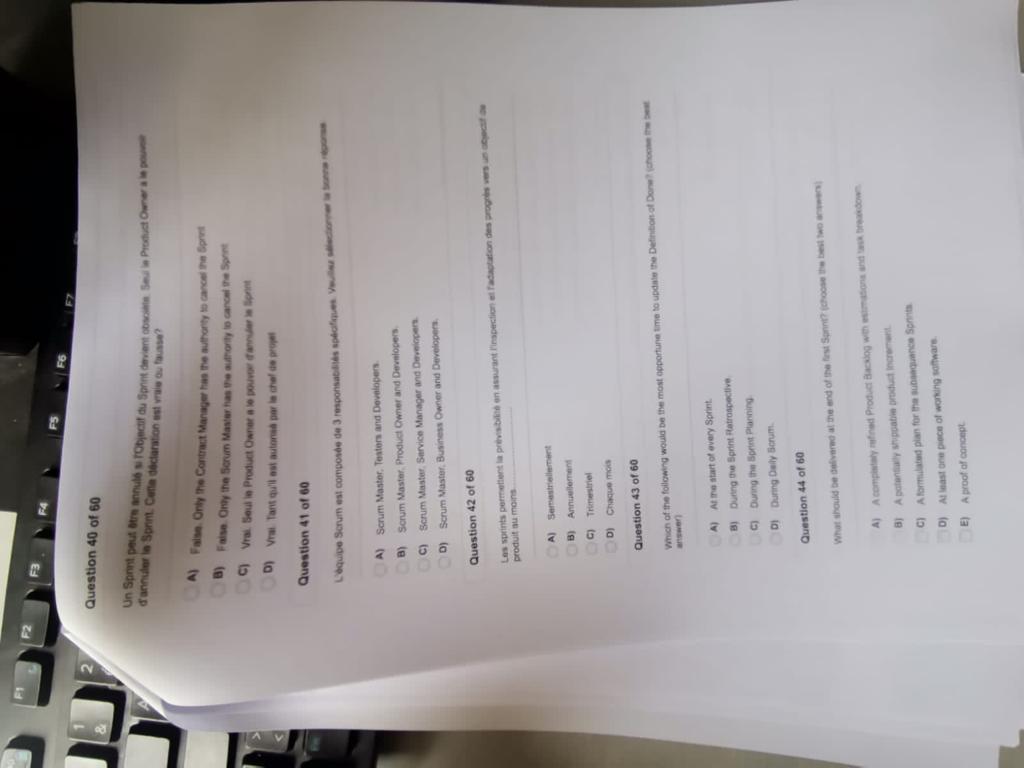 F1
F2
F3
F4
F5
F6
F7
1
&
2
A
>
<
Question 40 of 60
Un Sprint peut être annulé si l'Objectif du Sprint devient obsolète. Seul le Product Owner a le pouvoir
d'annuler le Sprint. Cette déclaration est vraie ou fausse?
A) False. Only the Contract Manager has the authority to cancel the Sprint
B) False. Only the Scrum Master has the authority to cancel the Sprint
C) Vrai. Seul le Product Owner a le pouvoir d'annuler le Sprint
D) Vrai. Tant qu'il est autorisé par le chef de projet
Question 41 of 60
L'équipe Scrum est composée de 3 responsabilités spécifiques. Veuillez sélectionner la bonne réponse
A) Scrum Master, Testers and Developers.
B) Scrum Master, Product Owner and Developers.
C) Scrum Master, Service Manager and Developers.
D) Scrum Master, Business Owner and Developers.
Question 42 of 60
Les sprints permettent la prévisibilité en assurant l'inspection et l'adaptation des progrès vers un objectif de
produit au moins........................
A) Semestriellement
B) Annuellement
C) Trimestriel
D) Chaque mois
Question 43 of 60
Which of the following would be the most opportune time to update the Definition of Done? (choose the best
answer)
A) At the start of every Sprint.
B) During the Sprint Retrospective.
C) During the Sprint Planning.
D) During Daily Scrum.
Question 44 of 60
What should be delivered at the end of the first Sprint? (choose the best two answers)
A) A completely refined Product Backlog with estimations and task breakdown.
B) A potentially shippable product Increment.
C) A formulated plan for the subsequance Sprints.
D) At least one piece of working software.
E) A proof of concept.